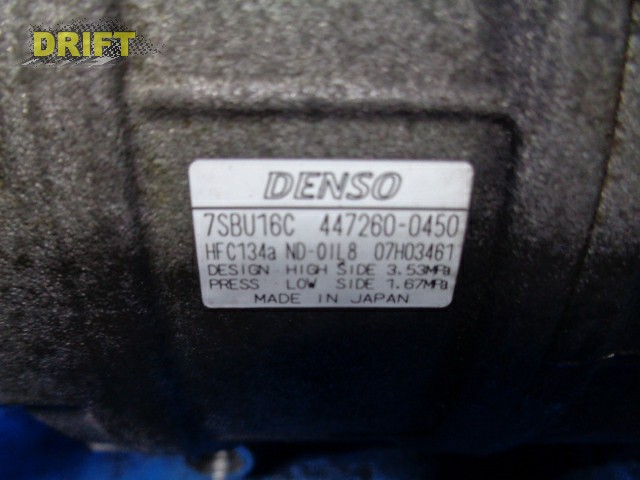 DRIFT
DENSO
7SBU16C 447260-0450
HFC134a ND-OIL8 07H03461
DESIGN HIGH SIDE 3.53MPa
PRESS LOW SIDE 1.67MPa
MADE IN JAPAN